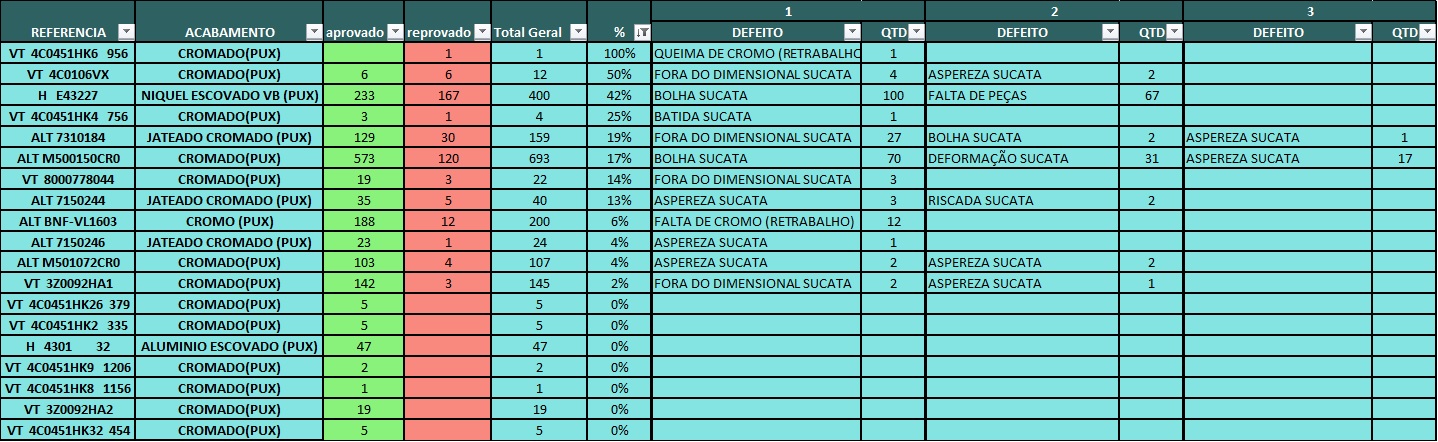 1 2 3
REFERENCIA ACABAMENTO aprovado reprovado Total Geral % DEFEITO QTD DEFEITO QTD DEFEITO QTD
VT 4C0451HK6 956 CROMADO(PUX) 1 1 100% QUEIMA DE CROMO (RETRABALHO 1
VT 4C0106VX CROMADO(PUX) 6 6 12 50% FORA DO DIMENSIONAL SUCATA 4 ASPEREZA SUCATA 2
H E43227 NIQUEL ESCOVADO VB (PUX) 233 167 400 42% BOLHA SUCATA 100 FALTA DE PEÇAS 67
VT 4C0451HK4 756 CROMADO(PUX) 3 1 4 25% BATIDA SUCATA 1
ALT 7310184 JATEADO CROMADO (PUX) 129 30 159 19% FORA DO DIMENSIONAL SUCATA 27 BOLHA SUCATA 2 ASPEREZA SUCATA 1
ALT M500150CR0 CROMADO(PUX) 573 120 693 17% BOLHA SUCATA 70 DEFORMAÇÃO SUCATA 31 ASPEREZA SUCATA 17
VT 8000778044 CROMADO(PUX) 19 3 22 14% FORA DO DIMENSIONAL SUCATA 3
ALT 7150244 JATEADO CROMADO (PUX) 35 5 40 13% ASPEREZA SUCATA 3 RISCADA SUCATA 2
ALT BNF-VL1603 CROMO (PUX) 188 12 200 6% FALTA DE CROMO (RETRABALHO) 12
ALT 7150246 JATEADO CROMADO (PUX) 23 1 24 4% ASPEREZA SUCATA 1
ALT M501072CR0 CROMADO(PUX) 103 4 107 4% ASPEREZA SUCATA 2 ASPEREZA SUCATA 2
VT 3Z0092HA1 CROMADO(PUX) 142 3 145 2% FORA DO DIMENSIONAL SUCATA 2 ASPEREZA SUCATA 1
VT 4C0451HK26 379 CROMADO(PUX) 5 5 0%
VT 4C0451HK2 335 CROMADO(PUX) 5 5 0%
H 4301 32 ALUMINIO ESCOVADO (PUX) 47 47 0%
VT 4C0451HK9 1206 CROMADO(PUX) 2 2 0%
VT 4C0451HK8 1156 CROMADO(PUX) 1 1 0%
VT 3Z0092HA2 CROMADO(PUX) 19 19 0%
VT 4C0451HK32 454 CROMADO(PUX) 5 5 0%